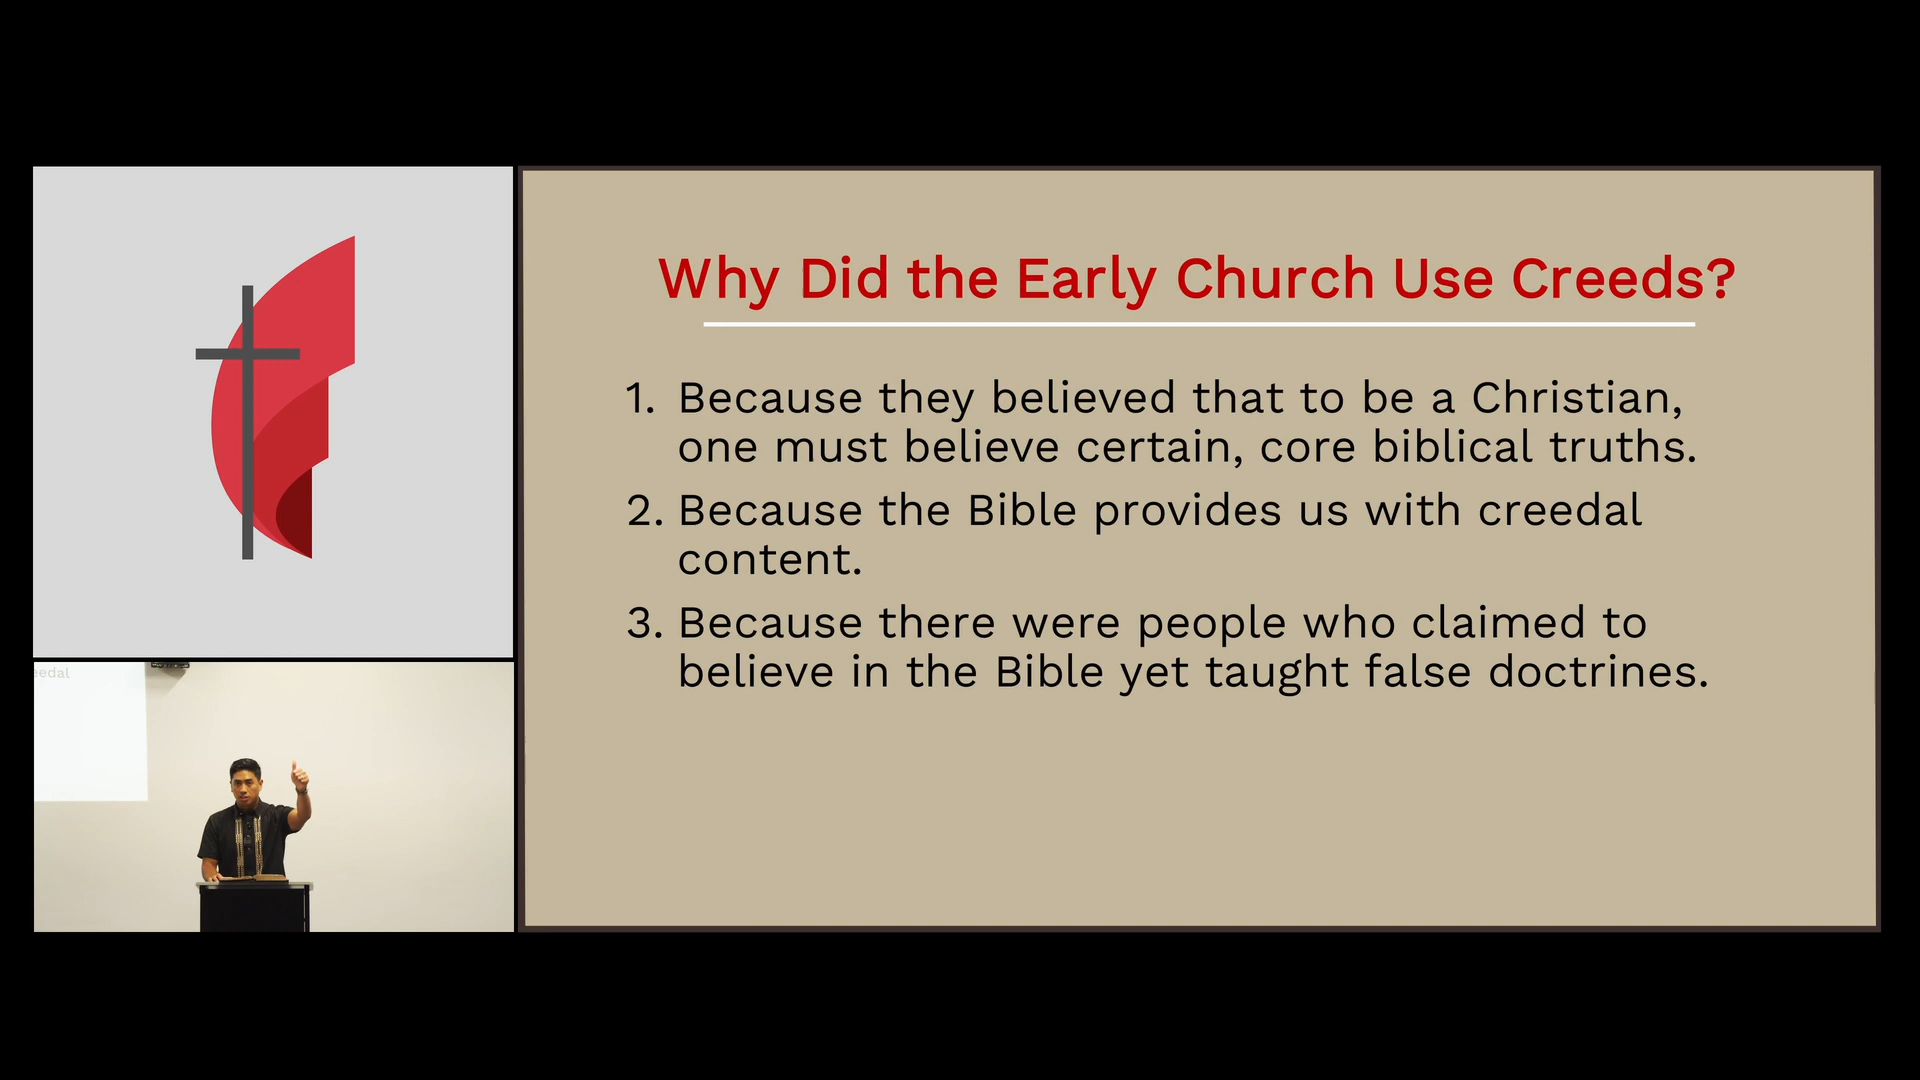 Why Did the Early Church Use Creeds?
1. Because they believed that to be a Christian,
one must believe certain, core biblical truths.
2. Because the Bible provides us with creedal
content.
3. Because there were people who claimed to
believe in the Bible yet taught false doctrines.
eedal